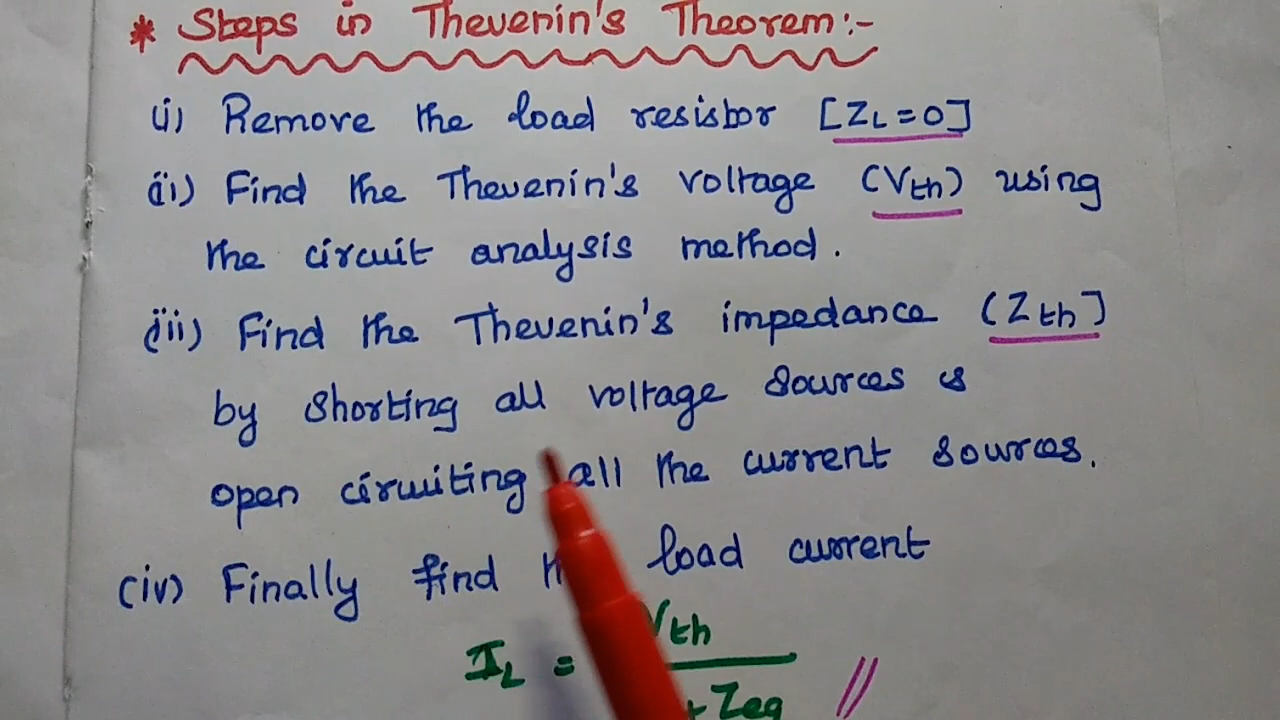 * Steps in Thevenin's Theorem:-
(i) Remove the load resistor [ZL=0]
(ii) Find the Thevenin's voltage (Vth) using
the circuit analysis method.
(iii) Find the Thevenin's impedance (Zth]
by shorting all voltage sources &
open circuiting all the current sources.
(iv) Finally find load current
IL = Vth
+ Zeq //